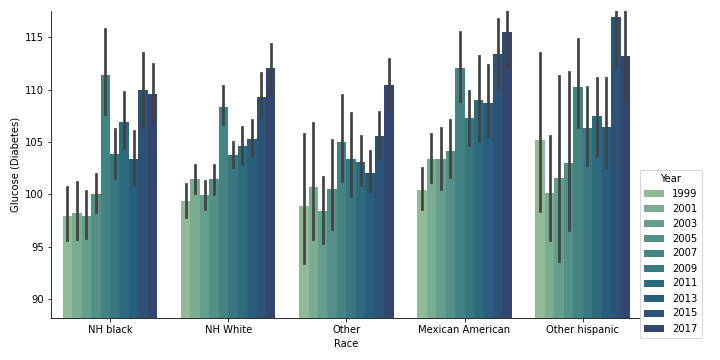 115
110
105
100
95
90
Glucose (Diabetes)
NH black
NH White
Other
Mexican American
Other hispanic
Race
Year
1999
2001
2003
2005
2007
2009
2011
2013
2015
2017